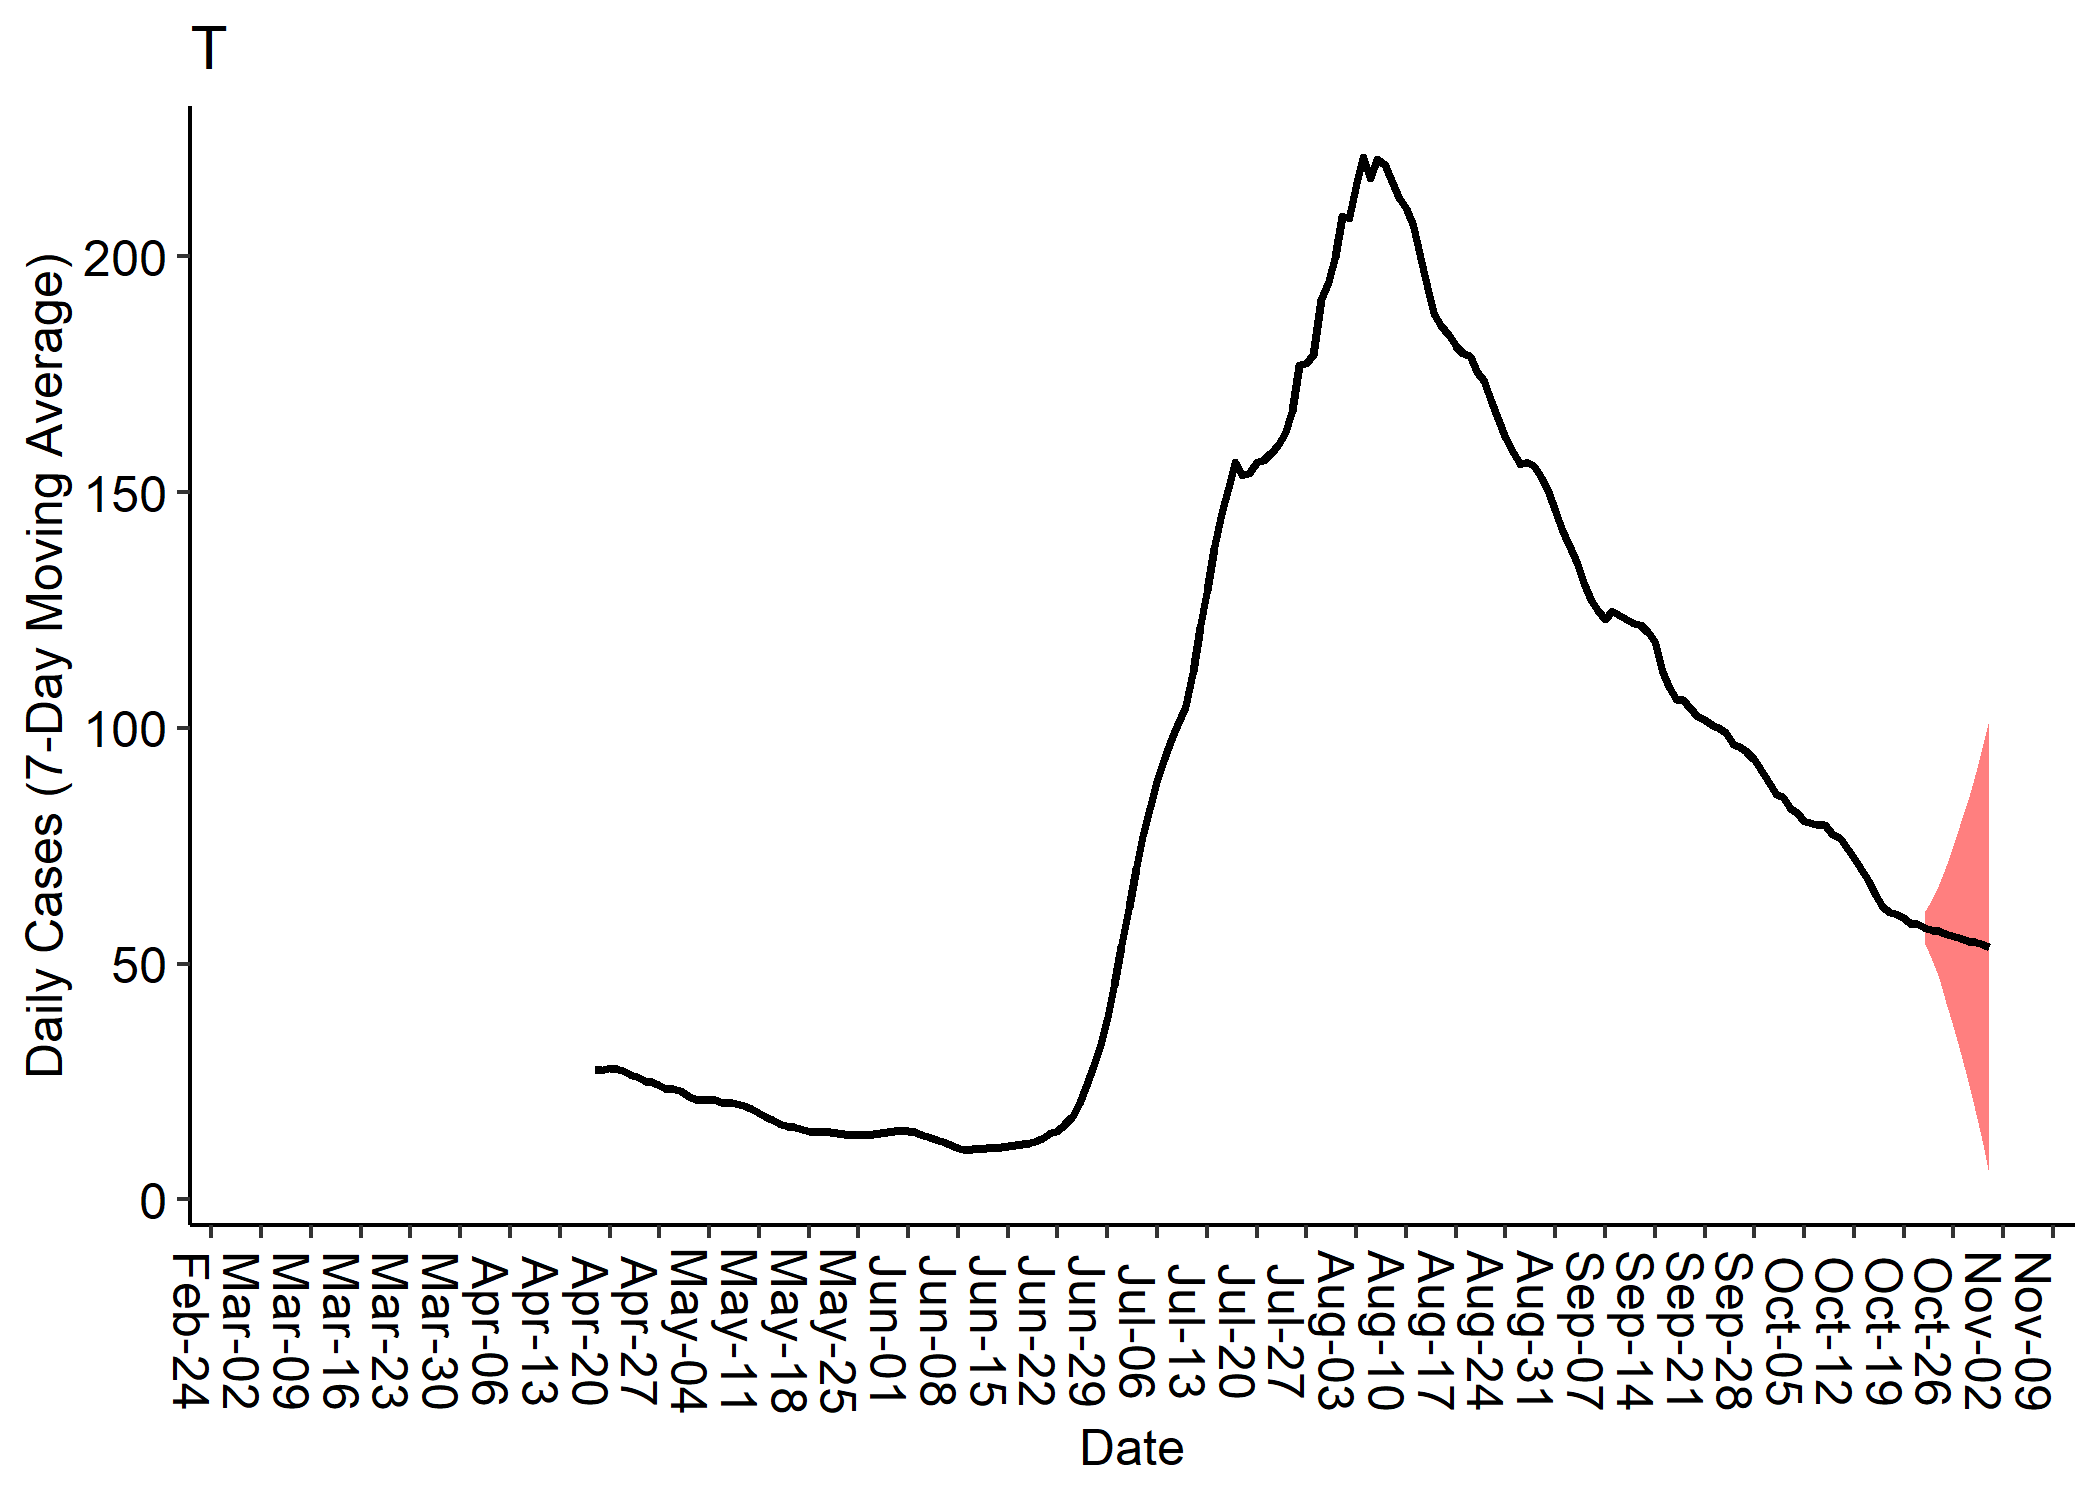 T
Daily Cases (7-Day Moving Average)
200
150
100
50
0
Feb-24
Mar-02
Mar-09
Mar-16
Mar-23
Mar-30
Apr-06
Apr-13
Apr-20
Apr-27
May-04
May-11
May-18
May-25
Jun-01
Jun-08
Jun-15
Jun-22
Jun-29
Jul-06
Jul-13
Jul-20
Jul-27
Aug-03
Aug-10
Aug-17
Aug-24
Aug-31
Sep-07
Sep-14
Sep-21
Sep-28
Oct-05
Oct-12
Oct-19
Oct-26
Nov-02
Nov-09
Date